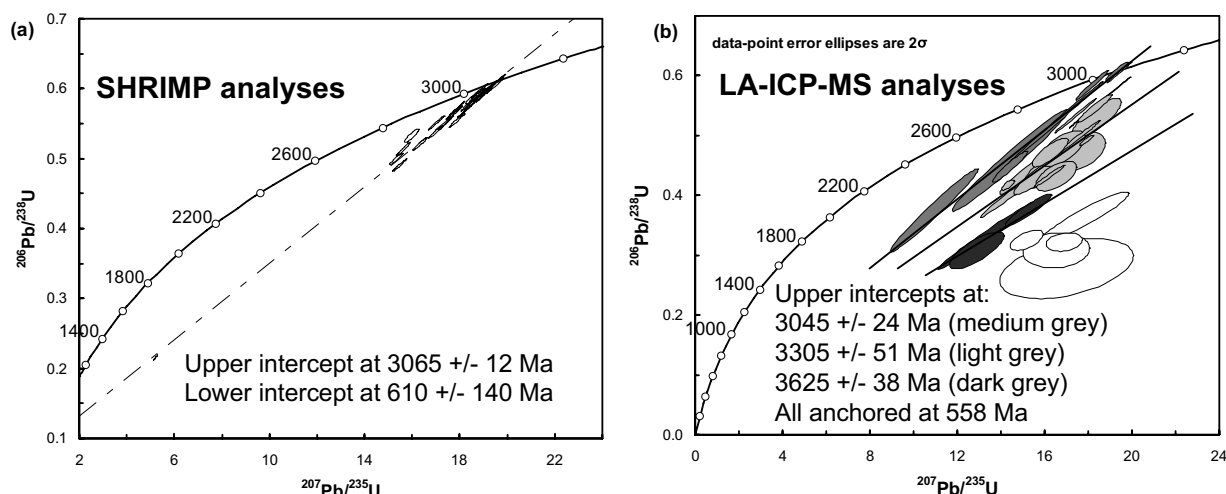 (a)
SHRIMP analyses
0.7
0.6
0.5
0.4
0.3
0.2
0.1
²⁰⁶Pb/²³⁸U
3000
2600
2200
1800
1400
Upper intercept at 3065 +/- 12 Ma
Lower intercept at 610 +/- 140 Ma
2 6 10 14 18 22
²⁰⁷Pb/²³⁵U
(b)
data-point error ellipses are 2σ
LA-ICP-MS analyses
0.6
0.4
0.2
0.0
²⁰⁶Pb/²³⁸U
3000
2600
2200
1800
1400
1000
Upper intercepts at:
3045 +/- 24 Ma (medium grey)
3305 +/- 51 Ma (light grey)
3625 +/- 38 Ma (dark grey)
All anchored at 558 Ma
0 4 8 12 16 20 24
²⁰⁷Pb/²³⁵U